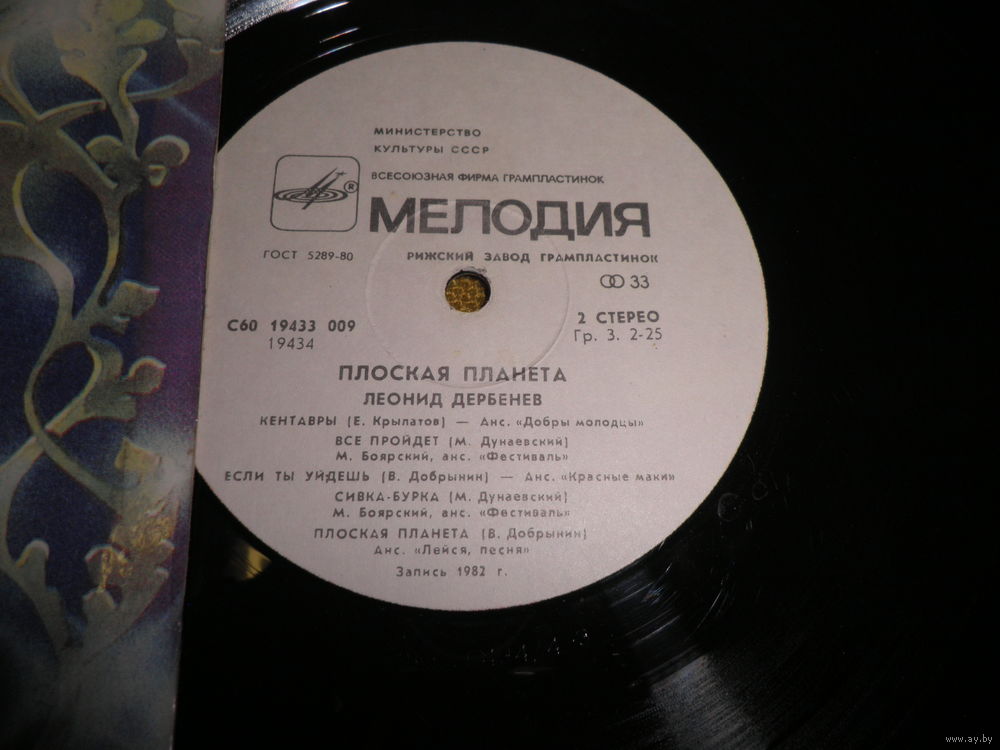 МИНИСТЕРСТВО
КУЛЬТУРЫ СССР
ВСЕСОЮЗНАЯ ФИРМА ГРАМПЛАСТИНОК
®
МЕЛОДИЯ
ГОСТ 5289-80
РИЖСКИЙ ЗАВОД ГРАМПЛАСТИНОК
33
С60 19433 009
19434
2 СТЕРЕО
Гр. 3. 2-25
ПЛОСКАЯ ПЛАНЕТА
ЛЕОНИД ДЕРБЕНЕВ
КЕНТАВРЫ (Е. Крылатов) — Анс. «Добры молодцы»
ВСЕ ПРОЙДЕТ (М. Дунаевский)
М. Боярский, анс. «Фестиваль»
ЕСЛИ ТЫ УЙДЕШЬ (В. Добрынин) — Анс. «Красные маки»
СИВКА-БУРКА (М. Дунаевский)
М. Боярский, анс. «Фестиваль»
ПЛОСКАЯ ПЛАНЕТА (В. Добрынин)
Анс. «Лейся, песня»
Запись 1982 г.
www.ay.by